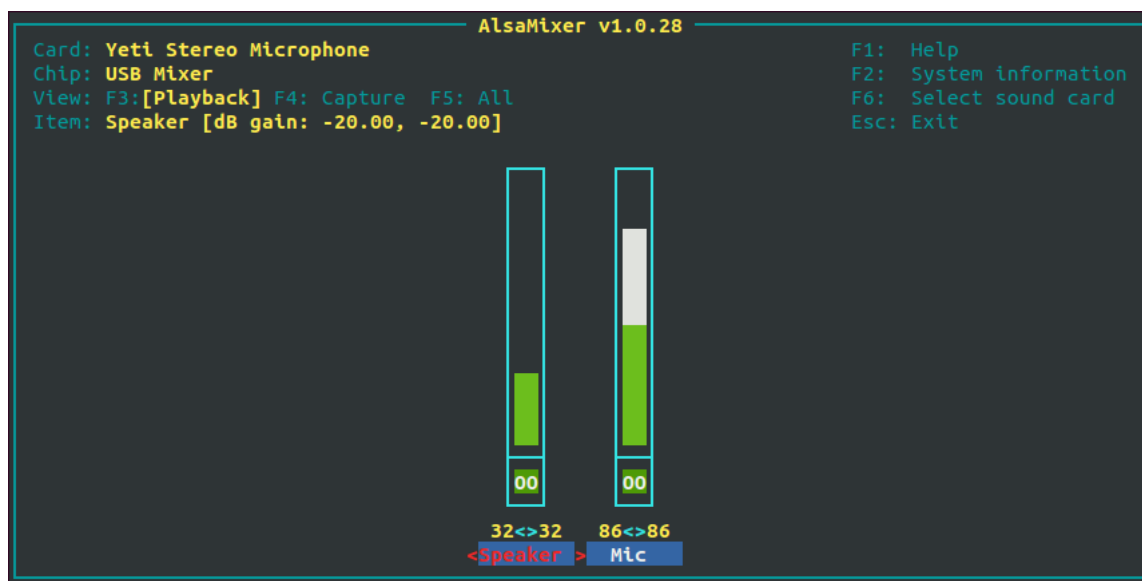 AlsaMixer v1.0.28
Card: Yeti Stereo Microphone F1: Help
Chip: USB Mixer F2: System information
View: F3:[Playback] F4: Capture F5: All F6: Select sound card
Item: Speaker [dB gain: -20.00, -20.00] Esc: Exit
OO OO
32<>32 86<>86
<Speaker > Mic